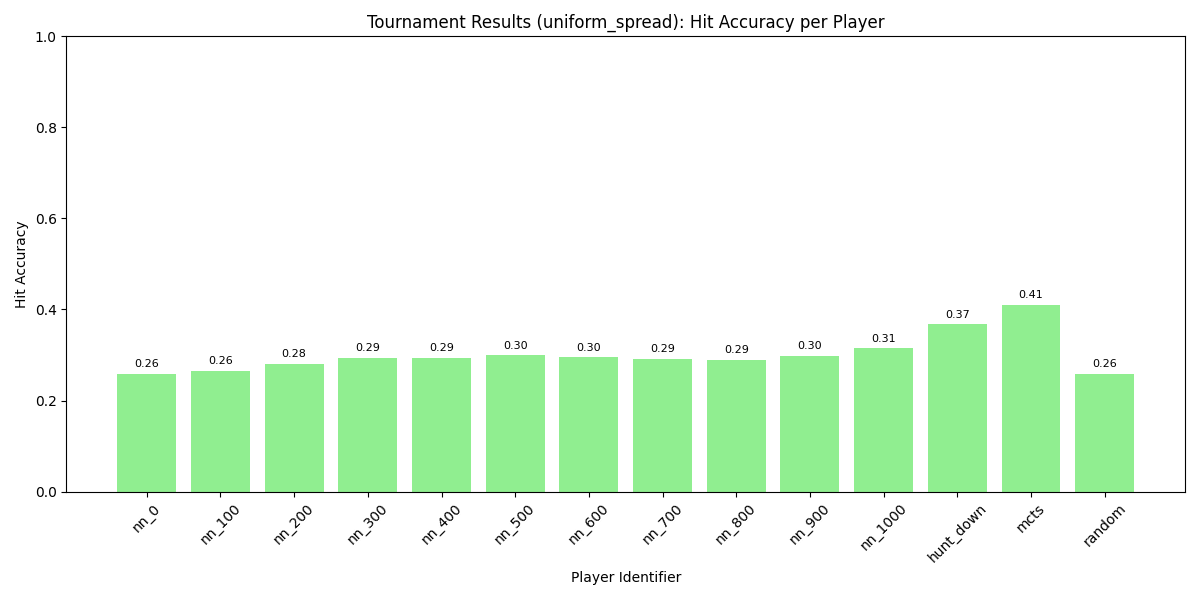 Tournament Results (uniform_spread): Hit Accuracy per Player
Hit Accuracy
1.0
0.8
0.6
0.4
0.2
0.0
0.26
0.26
0.28
0.29
0.29
0.30
0.30
0.29
0.29
0.30
0.31
0.37
0.41
0.26
nn_0
nn_100
nn_200
nn_300
nn_400
nn_500
nn_600
nn_700
nn_800
nn_900
nn_1000
hunt_down
mcts
random
Player Identifier